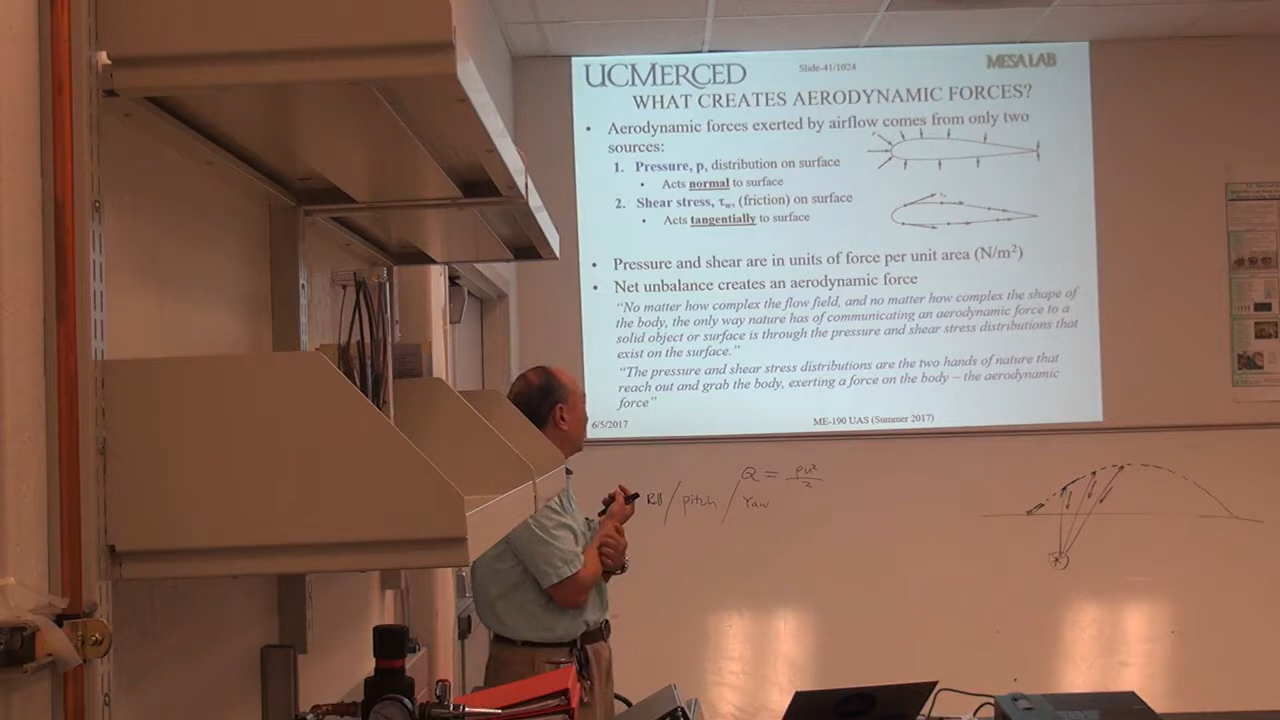 UCMERCED
Slide-41/1024
MESA LAB
WHAT CREATES AERODYNAMIC FORCES?
• Aerodynamic forces exerted by airflow comes from only two
sources:
1. Pressure, p, distribution on surface
• Acts normal to surface
2. Shear stress, τw, (friction) on surface
• Acts tangentially to surface
• Pressure and shear are in units of force per unit area (N/m²)
• Net unbalance creates an aerodynamic force
“No matter how complex the flow field, and no matter how complex the shape of
the body, the only way nature has of communicating an aerodynamic force to a
solid object or surface is through the pressure and shear stress distributions that
exist on the surface.”
“The pressure and shear stress distributions are the two hands of nature that
reach out and grab the body, exerting a force on the body – the aerodynamic
force”
6/5/2017
ME-190 UAS (Summer 2017)
Q = ρu²/2
Roll / pitch / Yaw